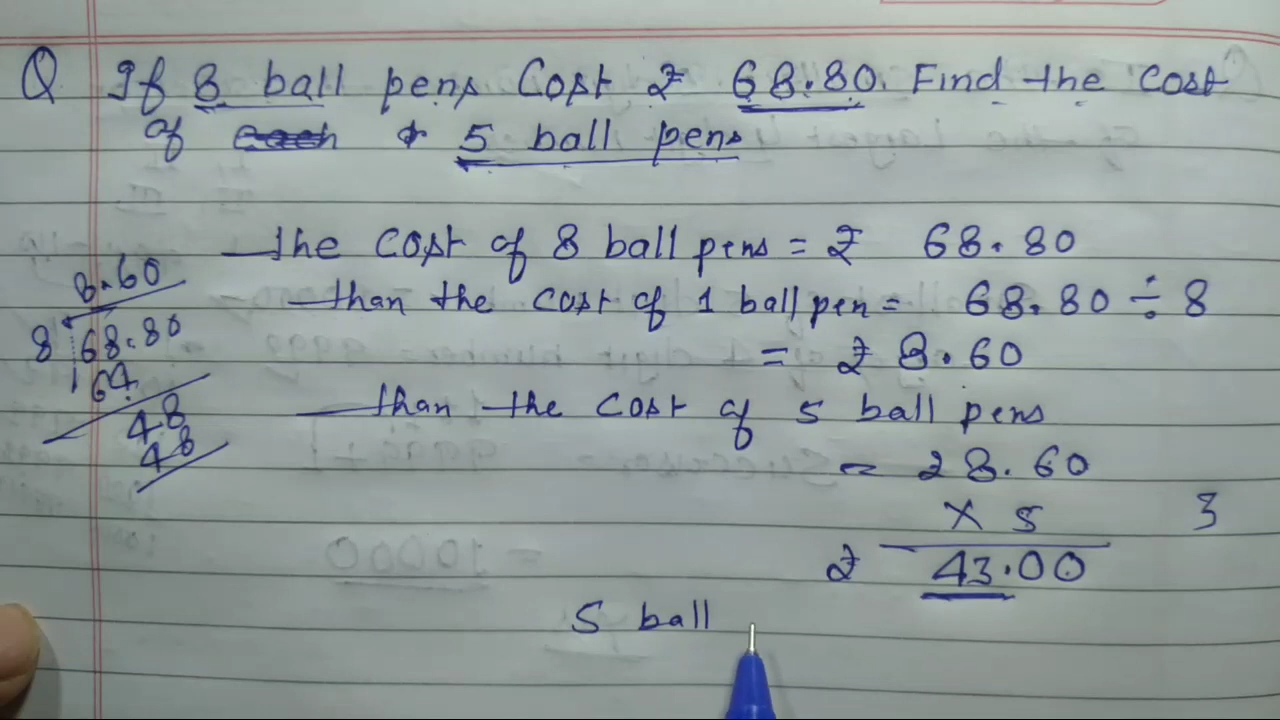 Q If 8 ball pens Cost ₹ 68.80. Find the cost
of each & 5 ball pens
the cost of 8 ball pens = ₹ 68.80
than the cost of 1 ball pen = 68.80 ÷ 8
= ₹ 8.60
than the cost of 5 ball pens
= ₹8.60
× 5 3
₹ 43.00
5 ball
8.60
8 68.80
64
48
48